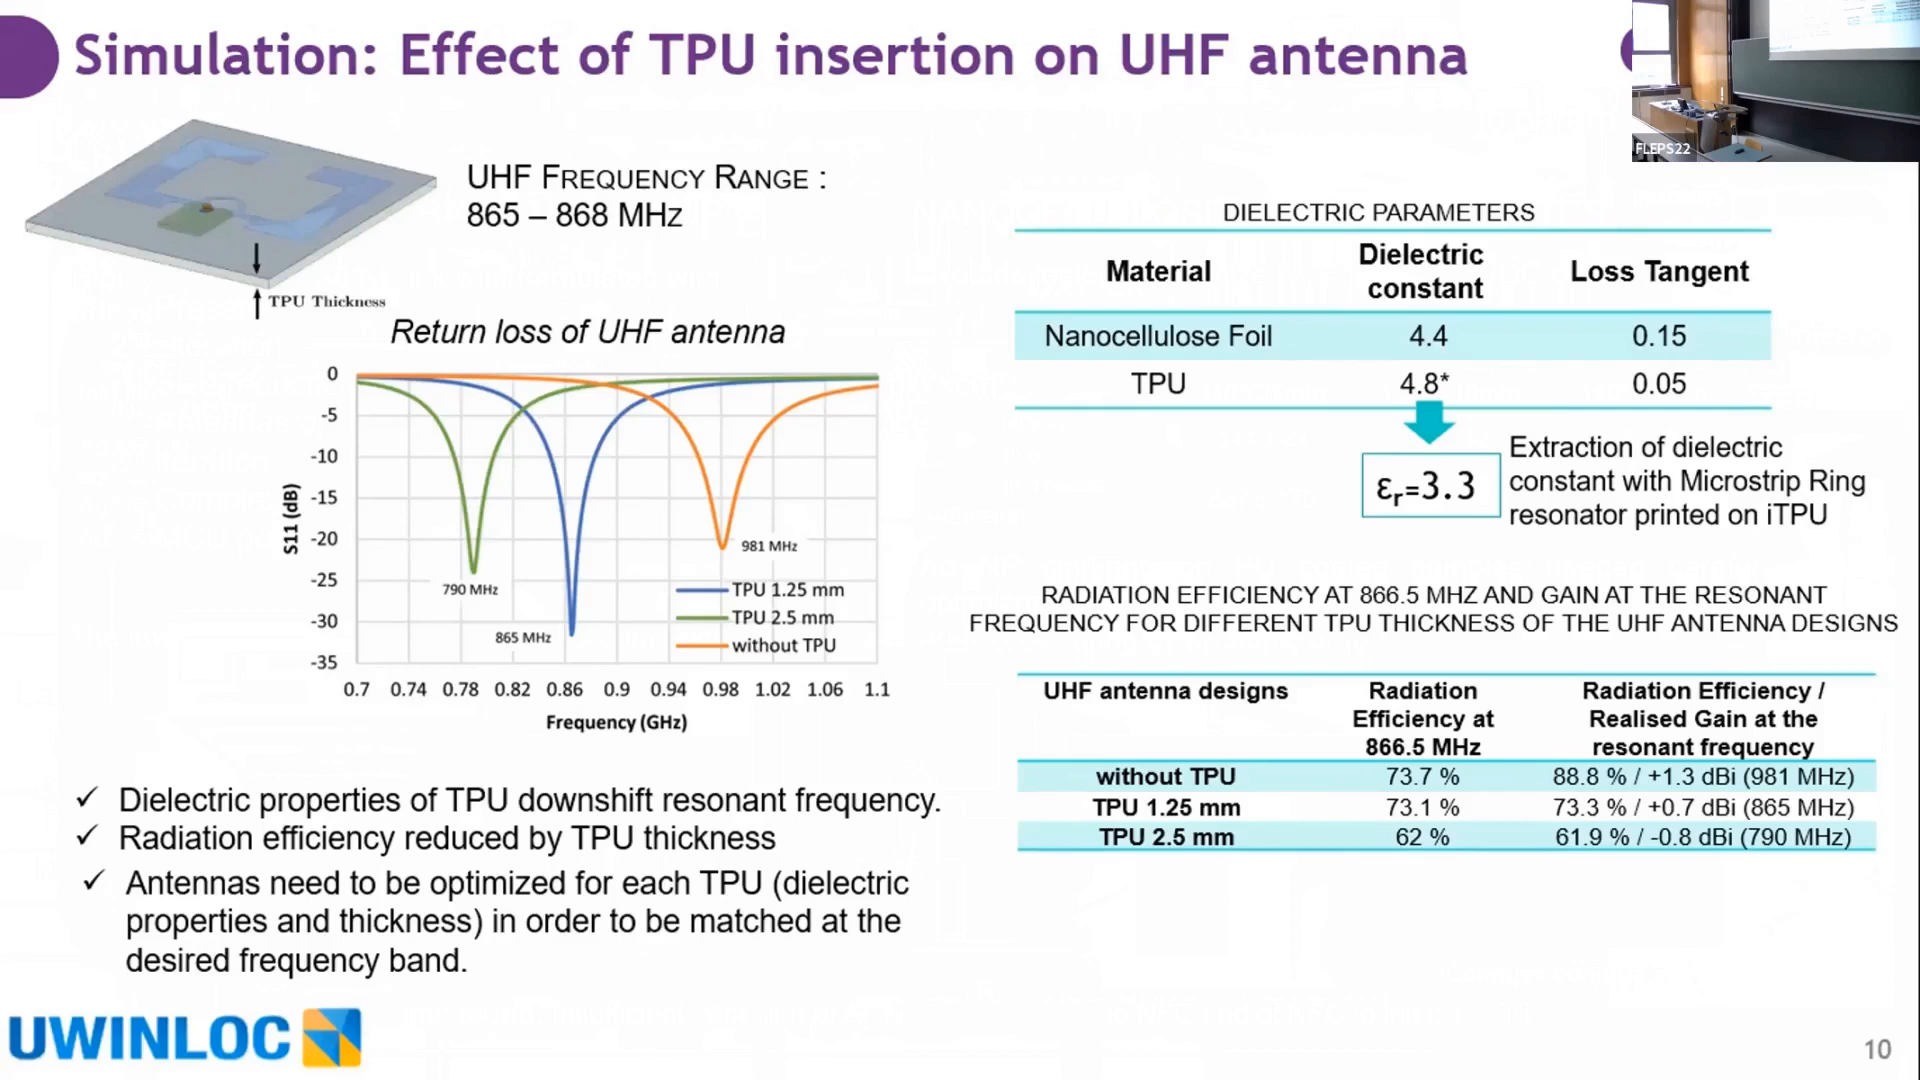 Simulation: Effect of TPU insertion on UHF antenna
FLEPS22
UHF FREQUENCY RANGE :
865 – 868 MHz
TPU Thickness
Return loss of UHF antenna
0
-5
-10
-15
-20
-25
-30
-35
S11 (dB)
981 MHz
790 MHz
865 MHz
TPU 1.25 mm
TPU 2.5 mm
without TPU
0.7 0.74 0.78 0.82 0.86 0.9 0.94 0.98 1.02 1.06 1.1
Frequency (GHz)
✓ Dielectric properties of TPU downshift resonant frequency.
✓ Radiation efficiency reduced by TPU thickness
✓ Antennas need to be optimized for each TPU (dielectric
properties and thickness) in order to be matched at the
desired frequency band.
DIELECTRIC PARAMETERS
Material Dielectric constant Loss Tangent
Nanocellulose Foil 4.4 0.15
TPU 4.8* 0.05
εr=3.3
Extraction of dielectric
constant with Microstrip Ring
resonator printed on iTPU
RADIATION EFFICIENCY AT 866.5 MHZ AND GAIN AT THE RESONANT
FREQUENCY FOR DIFFERENT TPU THICKNESS OF THE UHF ANTENNA DESIGNS
UHF antenna designs Radiation Efficiency at 866.5 MHz Radiation Efficiency / Realised Gain at the resonant frequency
without TPU 73.7 % 88.8 % / +1.3 dBi (981 MHz)
TPU 1.25 mm 73.1 % 73.3 % / +0.7 dBi (865 MHz)
TPU 2.5 mm 62 % 61.9 % / -0.8 dBi (790 MHz)
UWINLOC
10